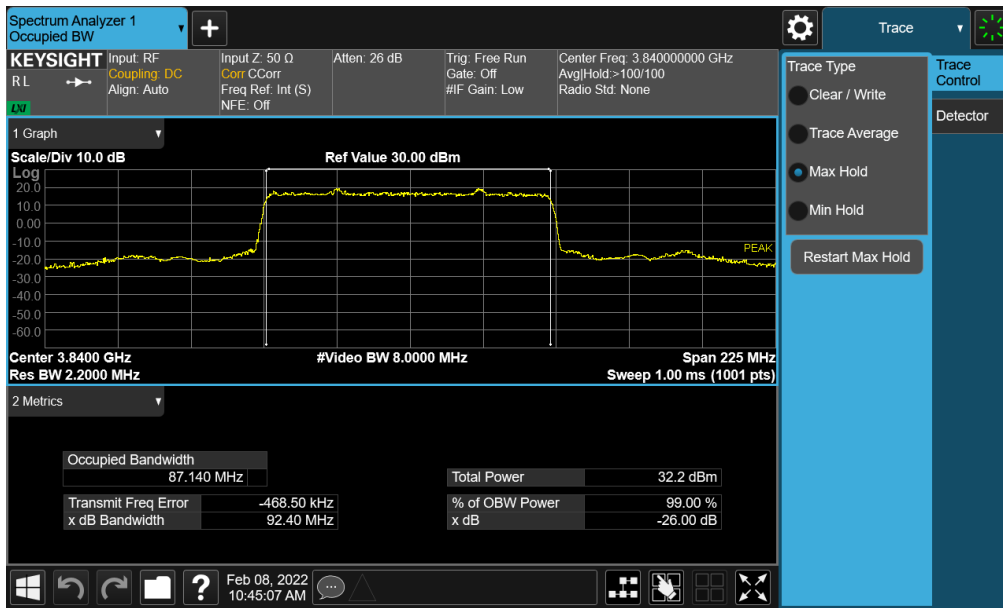 Spectrum Analyzer 1
Occupied BW
+
Trace
KEYSIGHT
R L
LXI
Input: RF
Coupling: DC
Align: Auto
Input Z: 50 Ω
Corr CCorr
Freq Ref: Int (S)
NFE: Off
Atten: 26 dB
Trig: Free Run
Gate: Off
#IF Gain: Low
Center Freq: 3.840000000 GHz
Avg|Hold:>100/100
Radio Std: None
Trace Type
Clear / Write
Trace Average
Max Hold
Min Hold
Restart Max Hold
Trace
Control
Detector
1 Graph
Scale/Div 10.0 dB
Ref Value 30.00 dBm
Log
20.0
10.0
0.00
-10.0
-20.0
-30.0
-40.0
-50.0
-60.0
PEAK
Center 3.8400 GHz
#Video BW 8.0000 MHz
Span 225 MHz
Res BW 2.2000 MHz
Sweep 1.00 ms (1001 pts)
2 Metrics
Occupied Bandwidth
87.140 MHz
Total Power 32.2 dBm
Transmit Freq Error -468.50 kHz
% of OBW Power 99.00 %
x dB Bandwidth 92.40 MHz
x dB -26.00 dB
?
Feb 08, 2022
10:45:07 AM